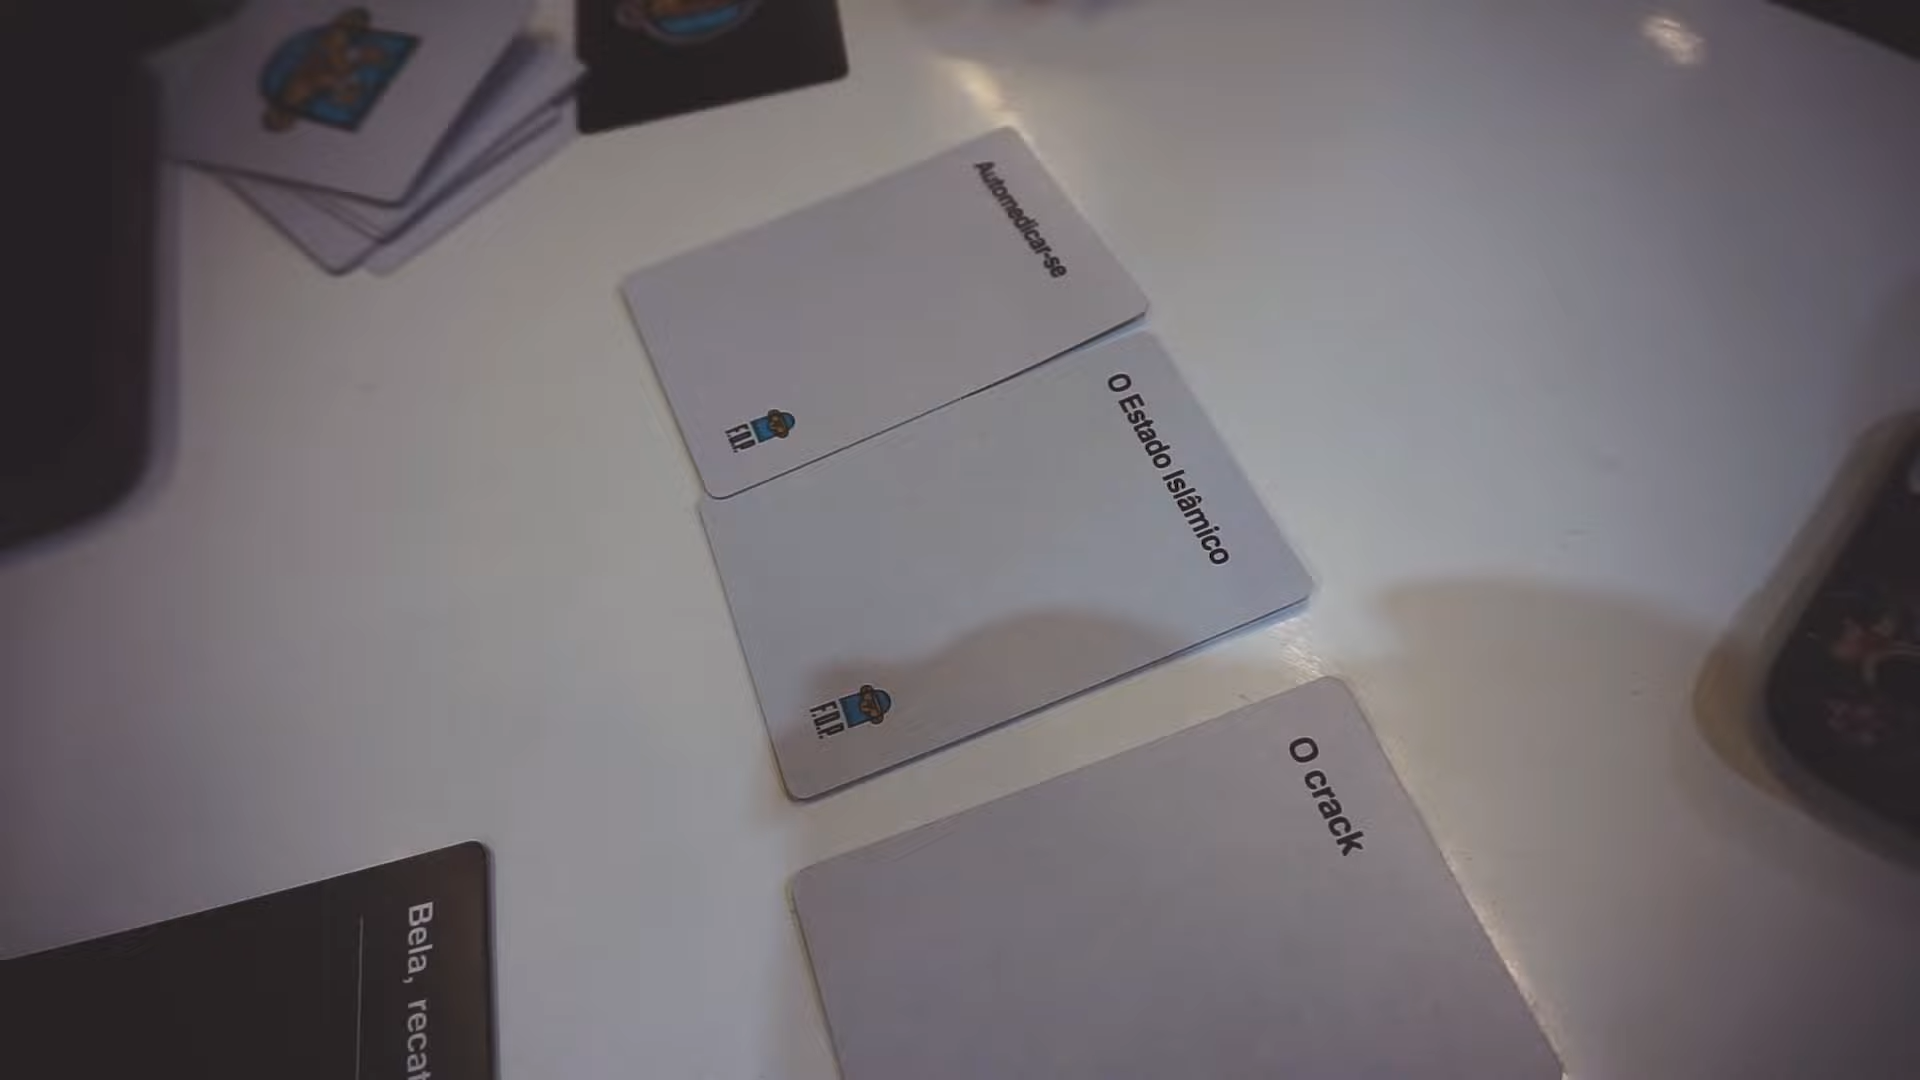 Automedicar-se
F.D.P.
O Estado Islâmico
F.D.P.
O crack
Bela, recat